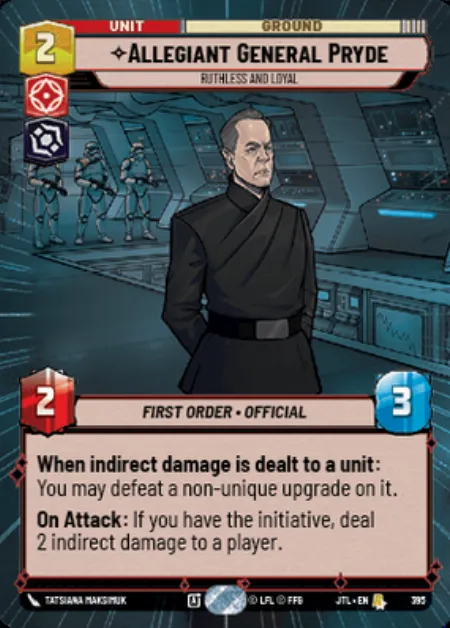 UNIT GROUND
2 ALLEGIANT GENERAL PRYDE
RUTHLESS AND LOYAL
2 FIRST ORDER • OFFICIAL 3
When indirect damage is dealt to a unit:
You may defeat a non-unique upgrade on it.
On Attack: If you have the initiative, deal
2 indirect damage to a player.
TATSIANA MAKSIMUK © LFL © FFG JTL • EN 395